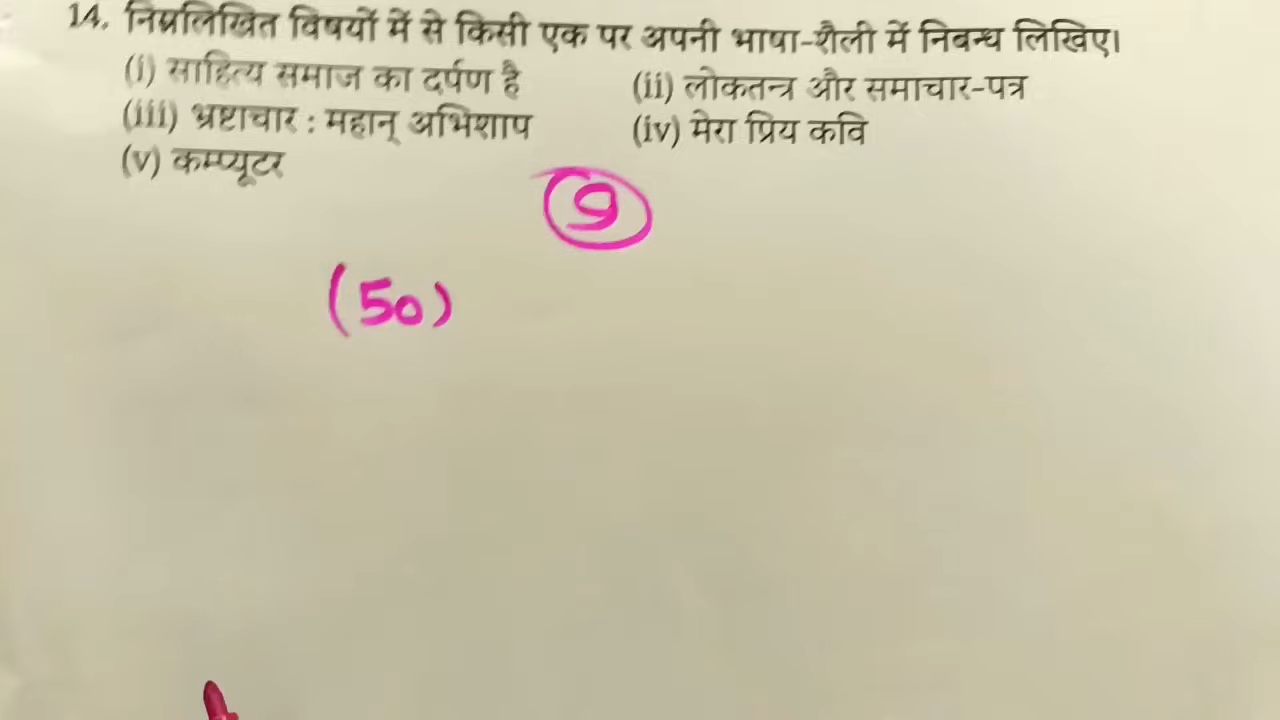 14. निम्नलिखित विषयों में से किसी एक पर अपनी भाषा-शैली में निबन्ध लिखिए।
(i) साहित्य समाज का दर्पण है (ii) लोकतन्त्र और समाचार-पत्र
(iii) भ्रष्टाचार : महान् अभिशाप (iv) मेरा प्रिय कवि
(v) कम्प्यूटर
9
(50)